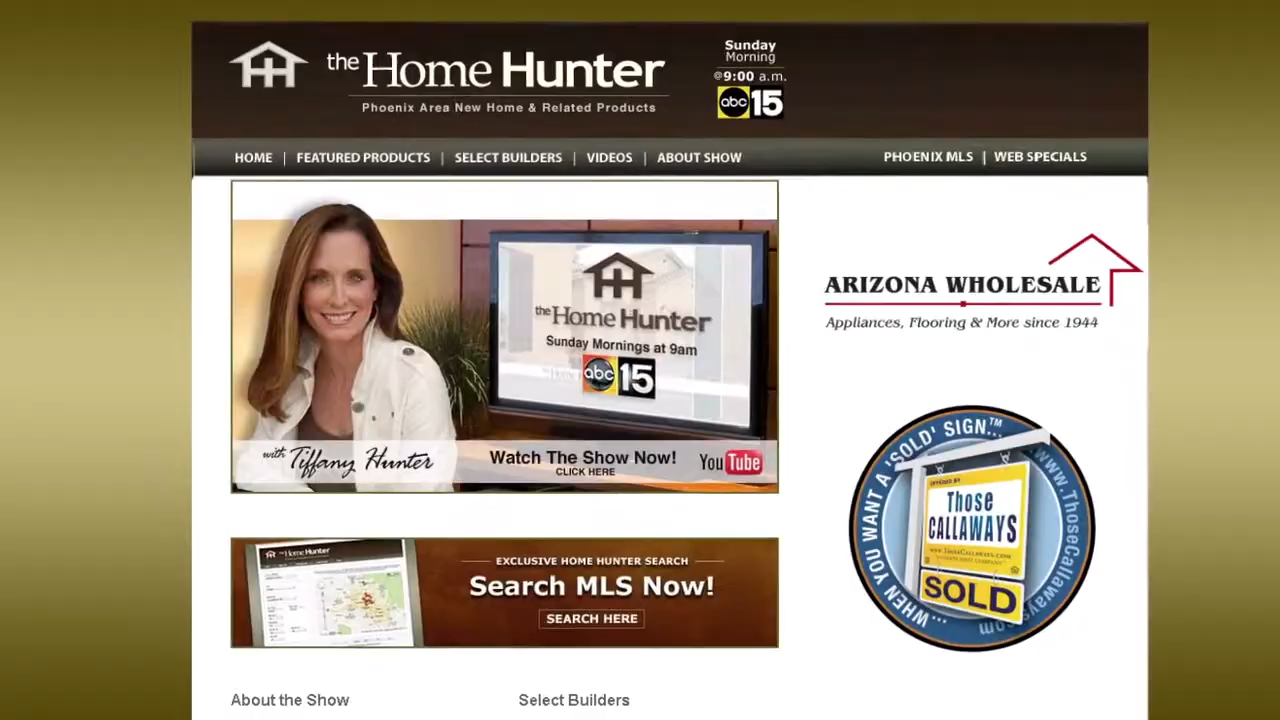 the Home Hunter
Phoenix Area New Home & Related Products
Sunday
Morning
@9:00 a.m.
abc 15
HOME | FEATURED PRODUCTS | SELECT BUILDERS | VIDEOS | ABOUT SHOW
PHOENIX MLS | WEB SPECIALS
the Home Hunter
Sunday Mornings at 9am
abc 15
with Tiffany Hunter
Watch The Show Now!
CLICK HERE
YouTube
ARIZONA WHOLESALE
Appliances, Flooring & More since 1944
WHEN YOU WANT A 'SOLD' SIGN...™
www.ThoseCallaways.com
Those
CALLAWAYS
SOLD
the Home Hunter
EXCLUSIVE HOME HUNTER SEARCH
Search MLS Now!
SEARCH HERE
About the Show
Select Builders